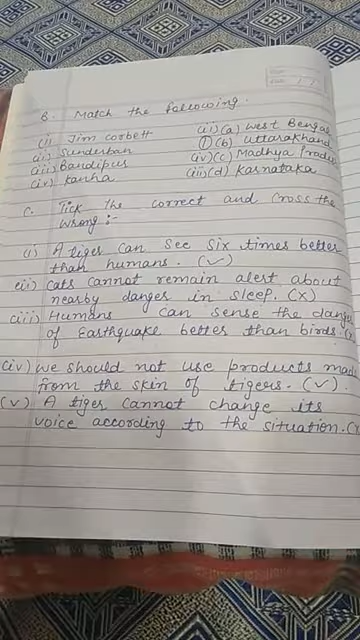 B. Match the following.
(i) Jim corbett (ii) (a) West Bengal
(ii) Sunderban (i) (b) uttarakhand
(iii) Bandipus (iv) (c) Madhya Prades
(iv) Kanha (iii) (d) Karnataka
C. Tick the correct and cross the
wrong :-
(i) A tiger can see six times better
than humans. (✓)
(ii) cats cannot remain alert about
nearby danger in sleep. (x)
(iii) Humans can sense the danger
of Earthquake better than birds. (x
(iv) we should not use products made
from the skin of tigers. (✓).
(v) A tiger cannot change its
voice according to the situation. (x